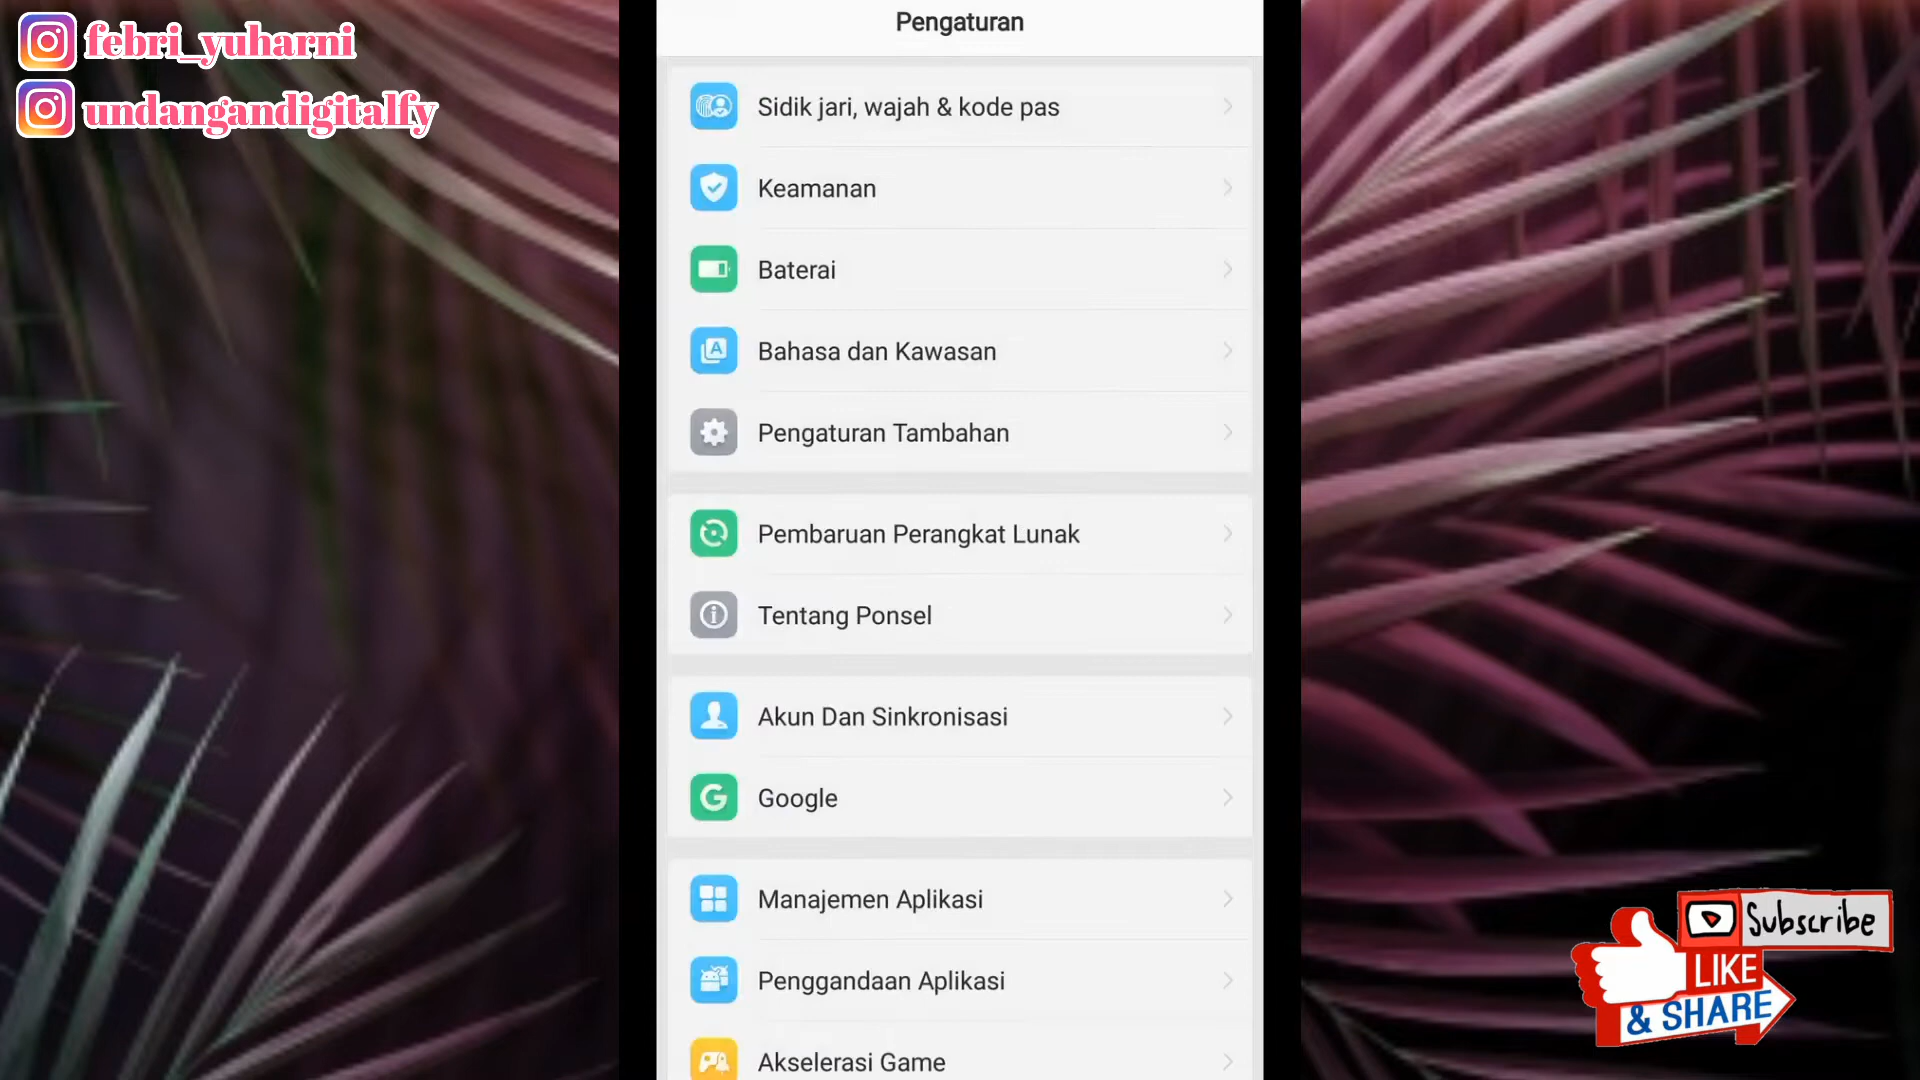 febri_yuharni
undangandigitalfy
Pengaturan
Sidik jari, wajah & kode pas
Keamanan
Baterai
Bahasa dan Kawasan
Pengaturan Tambahan
Pembaruan Perangkat Lunak
Tentang Ponsel
Akun Dan Sinkronisasi
Google
Manajemen Aplikasi
Penggandaan Aplikasi
Akselerasi Game
Subscribe
LIKE
& SHARE